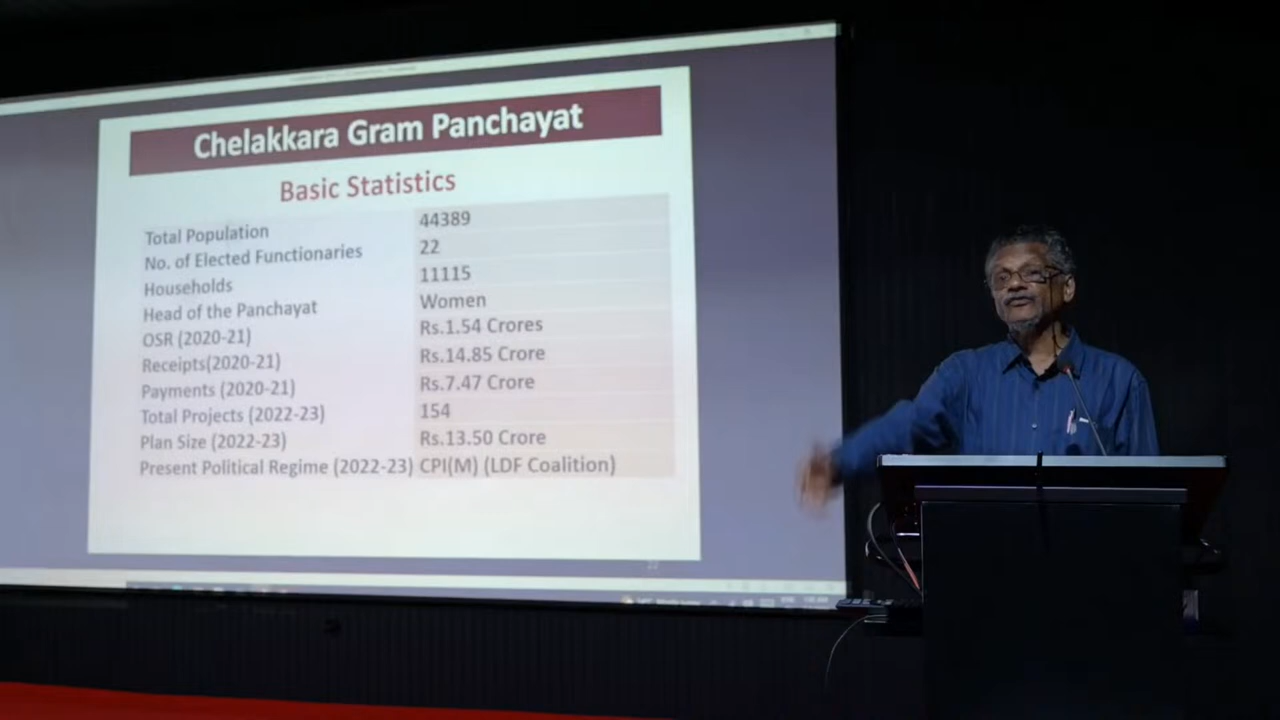 Chelakkara Gram Panchayat
Basic Statistics
Total Population 44389
No. of Elected Functionaries 22
Households 11115
Head of the Panchayat Women
OSR (2020-21) Rs.1.54 Crores
Receipts(2020-21) Rs.14.85 Crore
Payments (2020-21) Rs.7.47 Crore
Total Projects (2022-23) 154
Plan Size (2022-23) Rs.13.50 Crore
Present Political Regime (2022-23) CPI(M) (LDF Coalition)